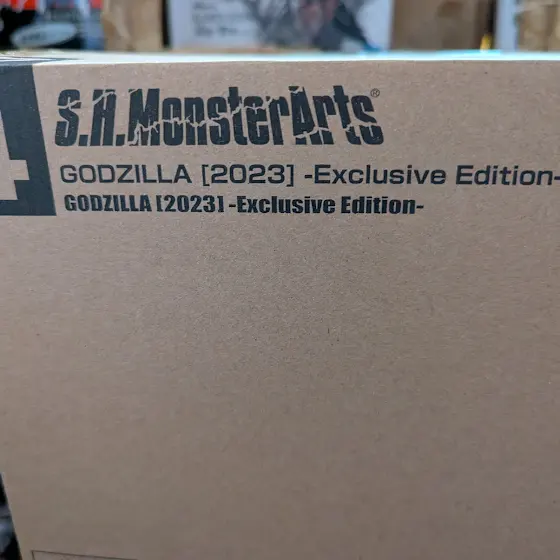 S.H.MonsterArts®
GODZILLA [2023] -Exclusive Edition-
GODZILLA [2023] -Exclusive Edition-